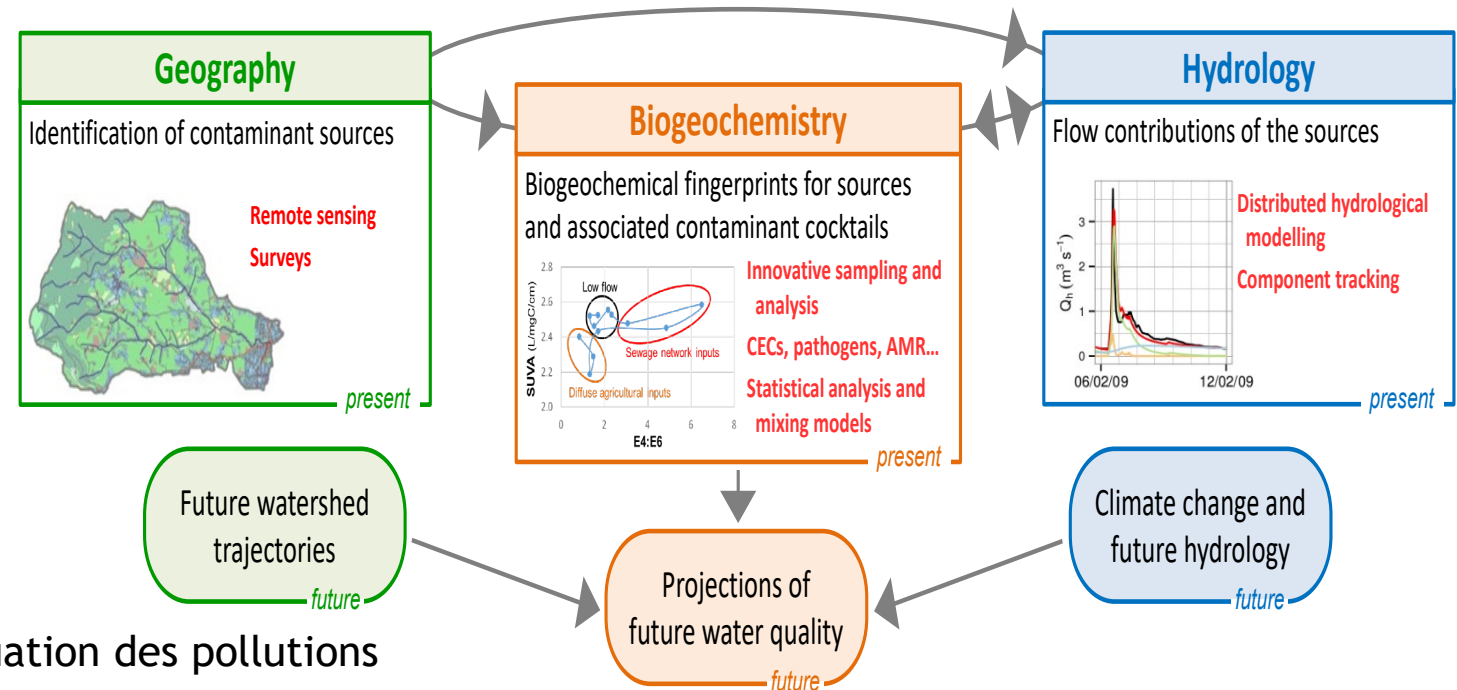 Geography
Identification of contaminant sources
Remote sensing
Surveys
present
Biogeochemistry
Biogeochemical fingerprints for sources
and associated contaminant cocktails
2.8
2.6
2.4
2.2
2.0
SUVA (L/mgC/cm)
Low flow
Sewage network inputs
Diffuse agricultural inputs
0 2 4 6 8
E4:E6
Innovative sampling and
analysis
CECs, pathogens, AMR...
Statistical analysis and
mixing models
present
Hydrology
Flow contributions of the sources
3
2
1
0
Qh (m³ s⁻¹)
06/02/09 12/02/09
Distributed hydrological
modelling
Component tracking
present
Future watershed
trajectories
future
Projections of
future water quality
future
Climate change and
future hydrology
future
uation des pollutions